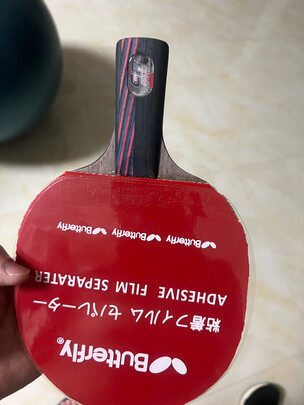 Butterfly®
粘着フィルム セパレーター
ADHESIVE FILM SEPARATER
Butterfly Butterfly Butterfly